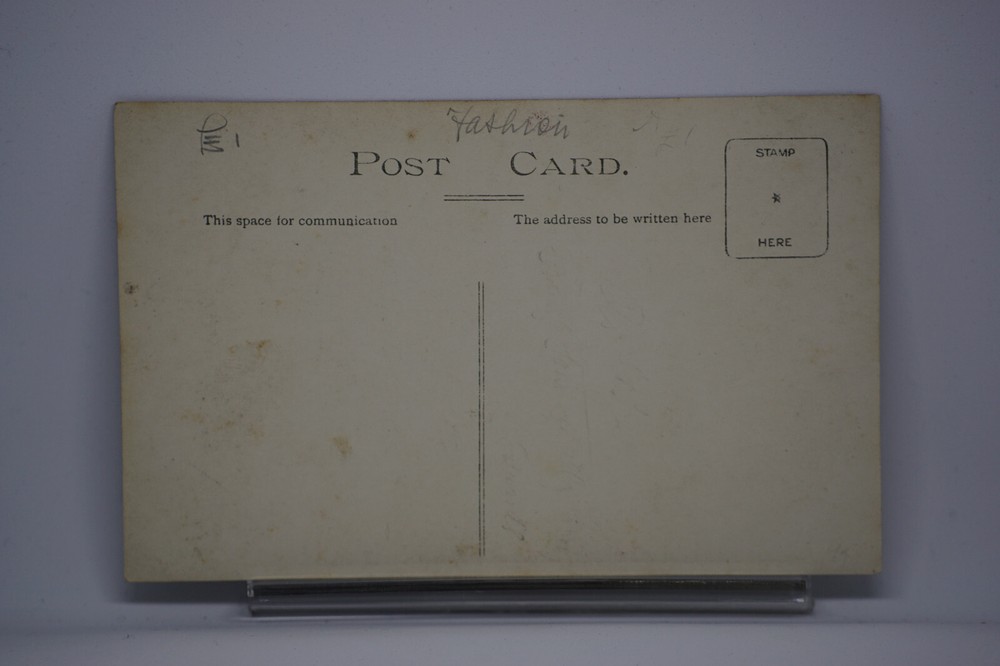 Fashion
POST CARD.
This space for communication
The address to be written here
STAMP
HERE